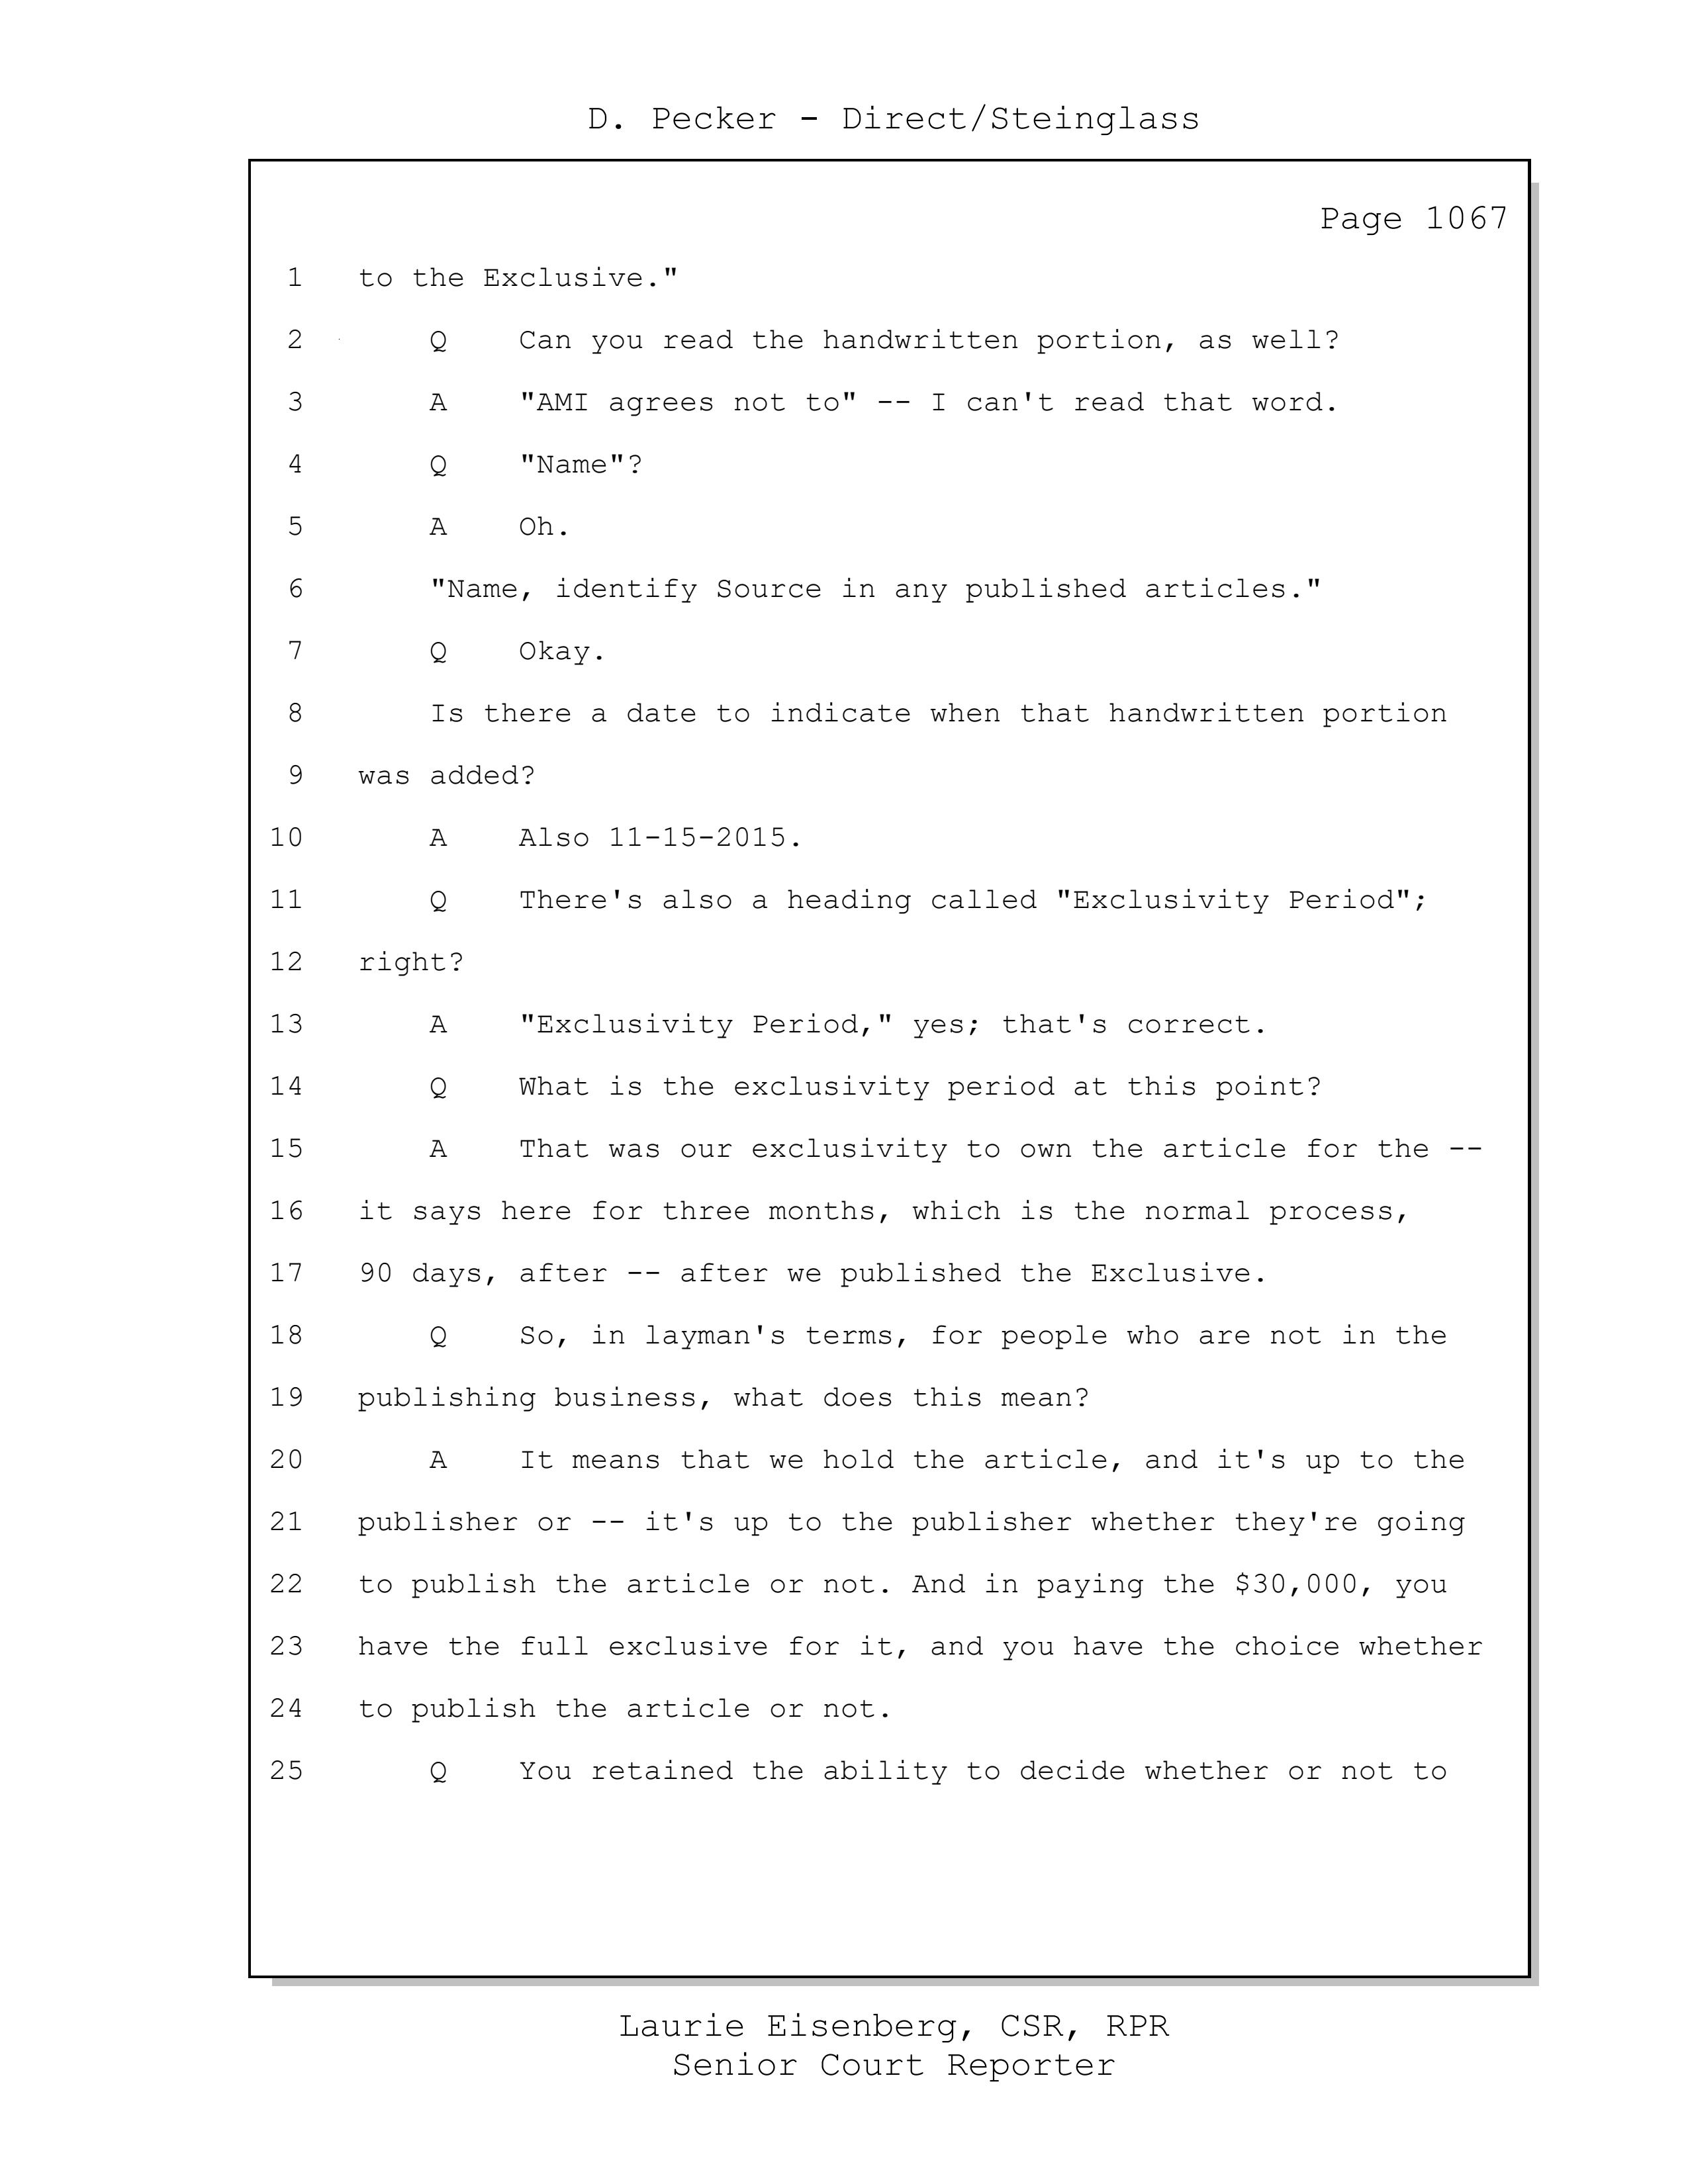 D. Pecker - Direct/Steinglass
Page 1067
1 to the Exclusive."
2 Q Can you read the handwritten portion, as well?
3 A "AMI agrees not to" -- I can't read that word.
4 Q "Name"?
5 A Oh.
6 "Name, identify Source in any published articles."
7 Q Okay.
8 Is there a date to indicate when that handwritten portion
9 was added?
10 A Also 11-15-2015.
11 Q There's also a heading called "Exclusivity Period";
12 right?
13 A "Exclusivity Period," yes; that's correct.
14 Q What is the exclusivity period at this point?
15 A That was our exclusivity to own the article for the --
16 it says here for three months, which is the normal process,
17 90 days, after -- after we published the Exclusive.
18 Q So, in layman's terms, for people who are not in the
19 publishing business, what does this mean?
20 A It means that we hold the article, and it's up to the
21 publisher or -- it's up to the publisher whether they're going
22 to publish the article or not. And in paying the $30,000, you
23 have the full exclusive for it, and you have the choice whether
24 to publish the article or not.
25 Q You retained the ability to decide whether or not to
Laurie Eisenberg, CSR, RPR
Senior Court Reporter